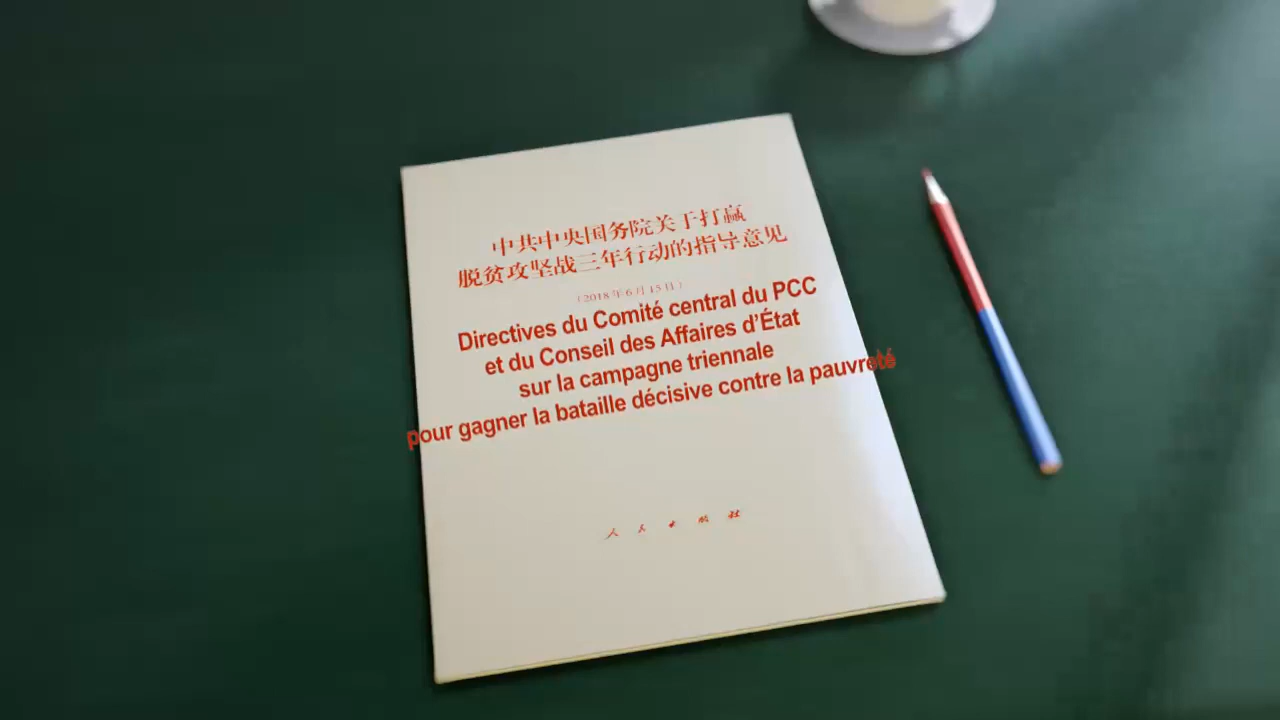 中共中央国务院关于打赢
脱贫攻坚战三年行动的指导意见
（2018年6月15日）
Directives du Comité central du PCC
et du Conseil des Affaires d’État
sur la campagne triennale
pour gagner la bataille décisive contre la pauvreté
人民出版社